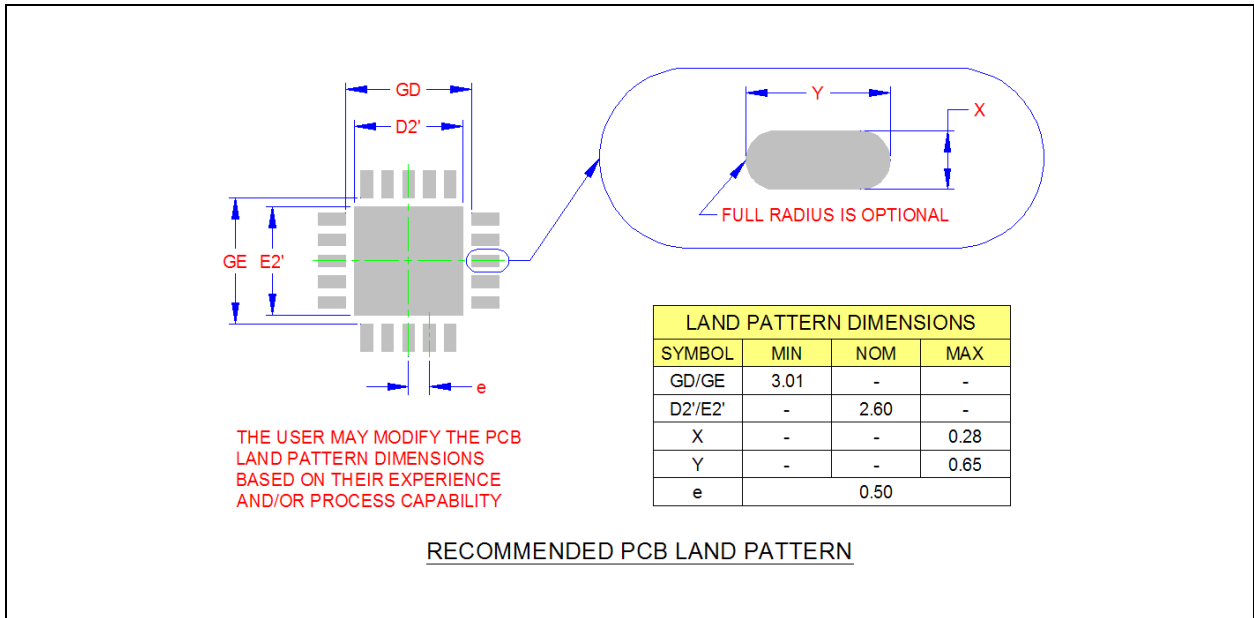 GD
D2'
GE E2'
e
Y
X
FULL RADIUS IS OPTIONAL
THE USER MAY MODIFY THE PCB
LAND PATTERN DIMENSIONS
BASED ON THEIR EXPERIENCE
AND/OR PROCESS CAPABILITY
LAND PATTERN DIMENSIONS
SYMBOL MIN NOM MAX
GD/GE 3.01 - -
D2'/E2' - 2.60 -
X - - 0.28
Y - - 0.65
e 0.50
RECOMMENDED PCB LAND PATTERN